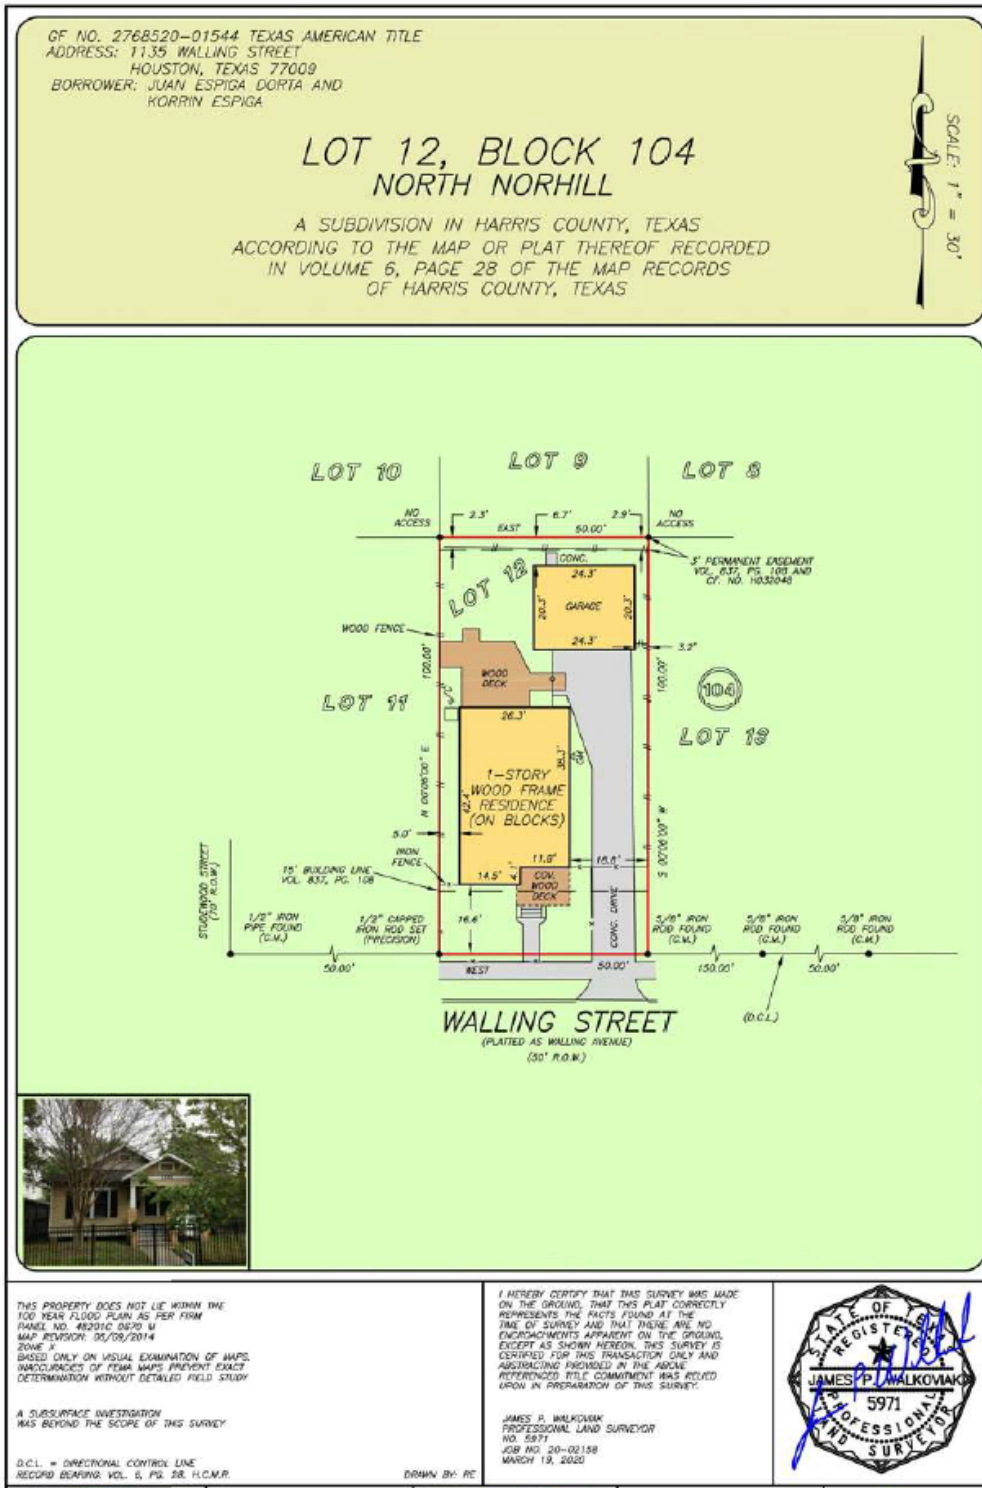 GF NO. 2768520-01544 TEXAS AMERICAN TITLE
ADDRESS: 1135 WALLING STREET
HOUSTON, TEXAS 77009
BORROWER: JUAN ESPIGA DORTA AND
KORRIN ESPIGA
LOT 12, BLOCK 104
NORTH NORHILL
A SUBDIVISION IN HARRIS COUNTY, TEXAS
ACCORDING TO THE MAP OR PLAT THEREOF RECORDED
IN VOLUME 6, PAGE 28 OF THE MAP RECORDS
OF HARRIS COUNTY, TEXAS
SCALE: 1" = 30'
LOT 10
LOT 9
LOT 8
NO
ACCESS
2.3'
6.7'
2.9'
NO
ACCESS
EAST
50.00'
3' PERMANENT EASEMENT
VOL. 837, PG. 108 AND
CF. NO. H032048
CONC.
LOT 12
24.3'
20.3'
GARAGE
20.3'
24.3'
WOOD FENCE
3.2'
100.00'
100.00'
WOOD
DECK
104
LOT 11
LOT 13
26.3'
38.3'
N 00°06'00" E
1-STORY
WOOD FRAME
RESIDENCE
(ON BLOCKS)
42.4'
5.0'
IRON
FENCE
11.8'
S 00°06'00" W
15' BUILDING LINE
VOL. 837, PG. 108
14.5'
COV.
WOOD
DECK
16.6'
CONC. DRIVE
STUDEWOOD STREET
(70' R.O.W.)
1/2" IRON
PIPE FOUND
(C.M.)
1/2" CAPPED
IRON ROD SET
(PRECISION)
5/8" IRON
ROD FOUND
(C.M.)
5/8" IRON
ROD FOUND
(C.M.)
5/8" IRON
ROD FOUND
(C.M.)
50.00'
WEST
50.00'
150.00'
50.00'
(D.C.L.)
WALLING STREET
(PLATTED AS WALLING AVENUE)
(50' R.O.W.)
THIS PROPERTY DOES NOT LIE WITHIN THE
100 YEAR FLOOD PLAIN AS PER FIRM
PANEL NO. 48201C 0670 M
MAP REVISION: 06/09/2014
ZONE X
BASED ONLY ON VISUAL EXAMINATION OF MAPS.
INACCURACIES OF FEMA MAPS PREVENT EXACT
DETERMINATION WITHOUT DETAILED FIELD STUDY
A SUBSURFACE INVESTIGATION
WAS BEYOND THE SCOPE OF THIS SURVEY
D.C.L. = DIRECTIONAL CONTROL LINE
RECORD BEARING: VOL. 6, PG. 28, H.C.M.R.
DRAWN BY: RE
I HEREBY CERTIFY THAT THIS SURVEY WAS MADE
ON THE GROUND, THAT THIS PLAT CORRECTLY
REPRESENTS THE FACTS FOUND AT THE
TIME OF SURVEY AND THAT THERE ARE NO
ENCROACHMENTS APPARENT ON THE GROUND,
EXCEPT AS SHOWN HEREON. THIS SURVEY IS
CERTIFIED FOR THIS TRANSACTION ONLY AND
ABSTRACTING PROVIDED IN THE ABOVE
REFERENCED TITLE COMMITMENT WAS RELIED
UPON IN PREPARATION OF THIS SURVEY.
JAMES P. WALKOVIAK
PROFESSIONAL LAND SURVEYOR
NO. 5971
JOB NO. 20-02158
MARCH 19, 2020
STATE OF TEXAS
REGISTERED
JAMES P. WALKOVIAK
5971
PROFESSIONAL
LAND SURVEYOR